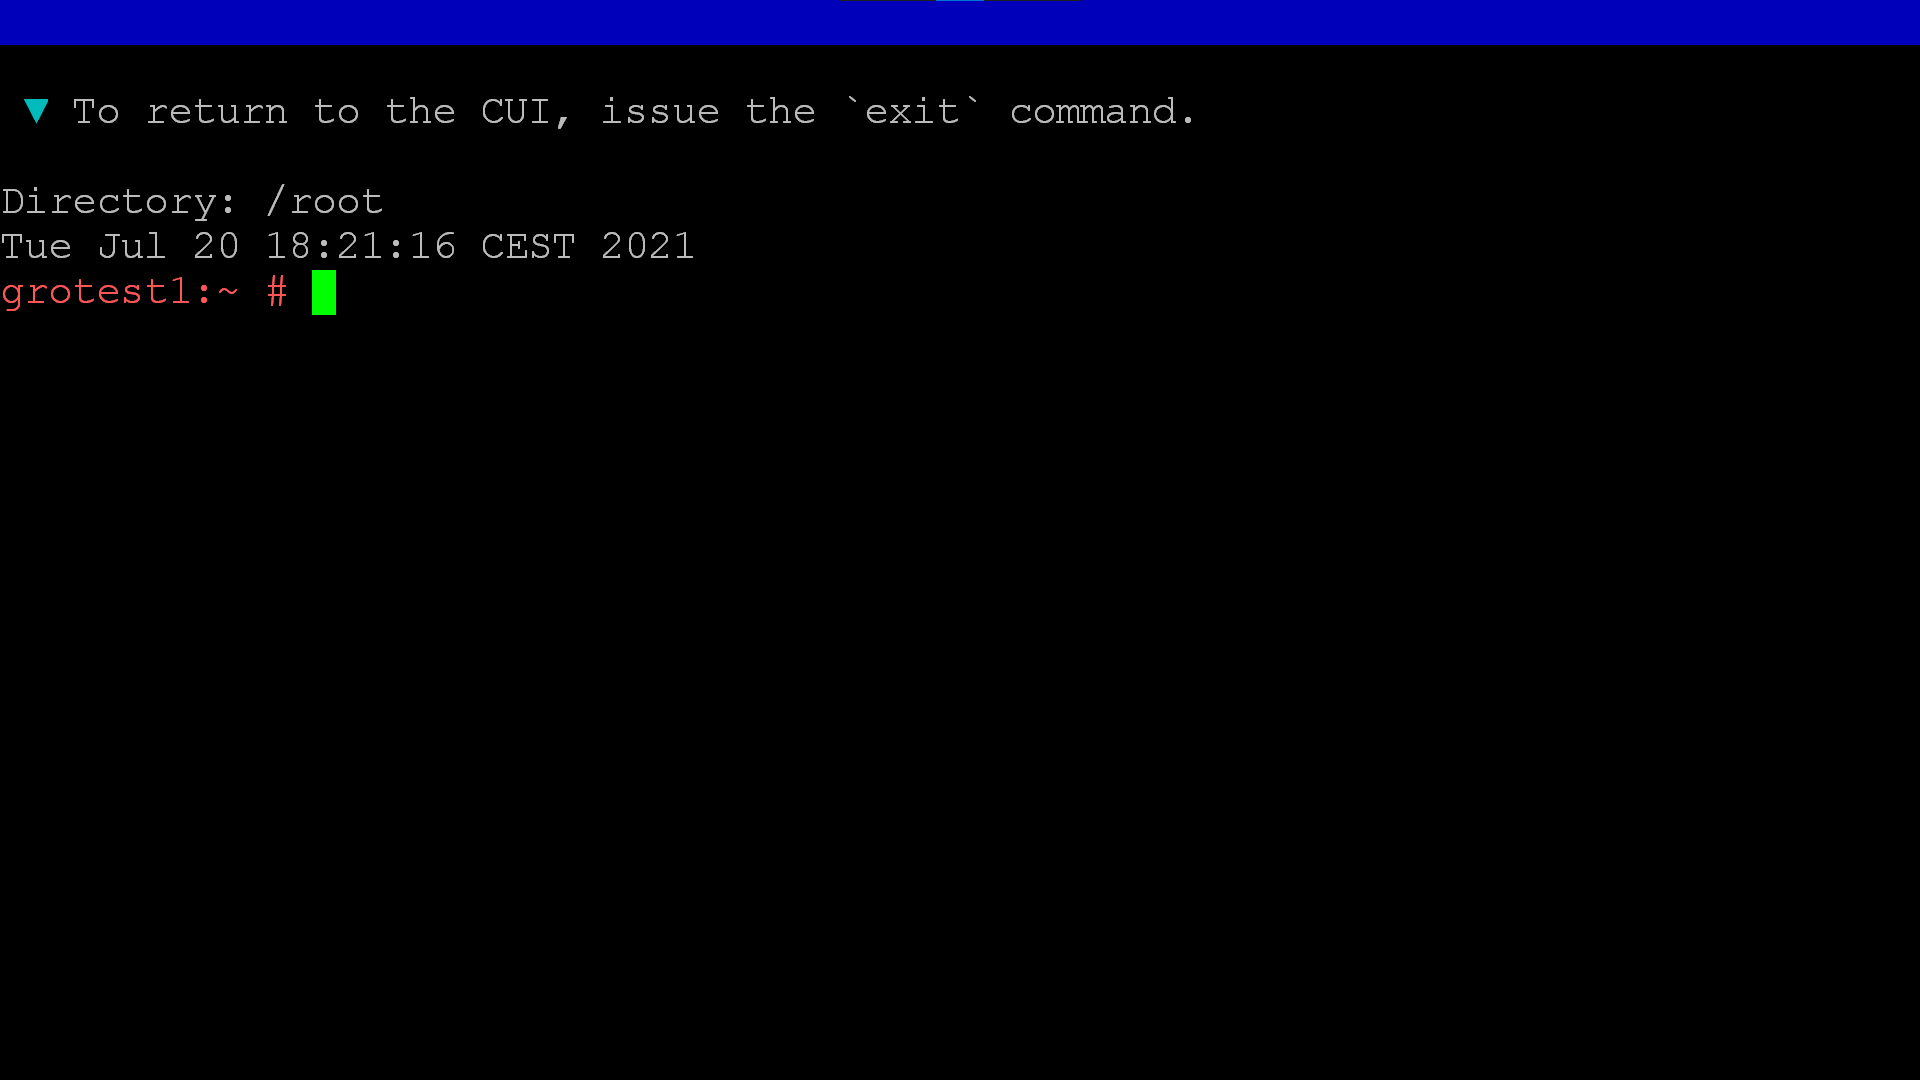 ▼ To return to the CUI, issue the `exit` command.
Directory: /root
Tue Jul 20 18:21:16 CEST 2021
grotest1:~ #